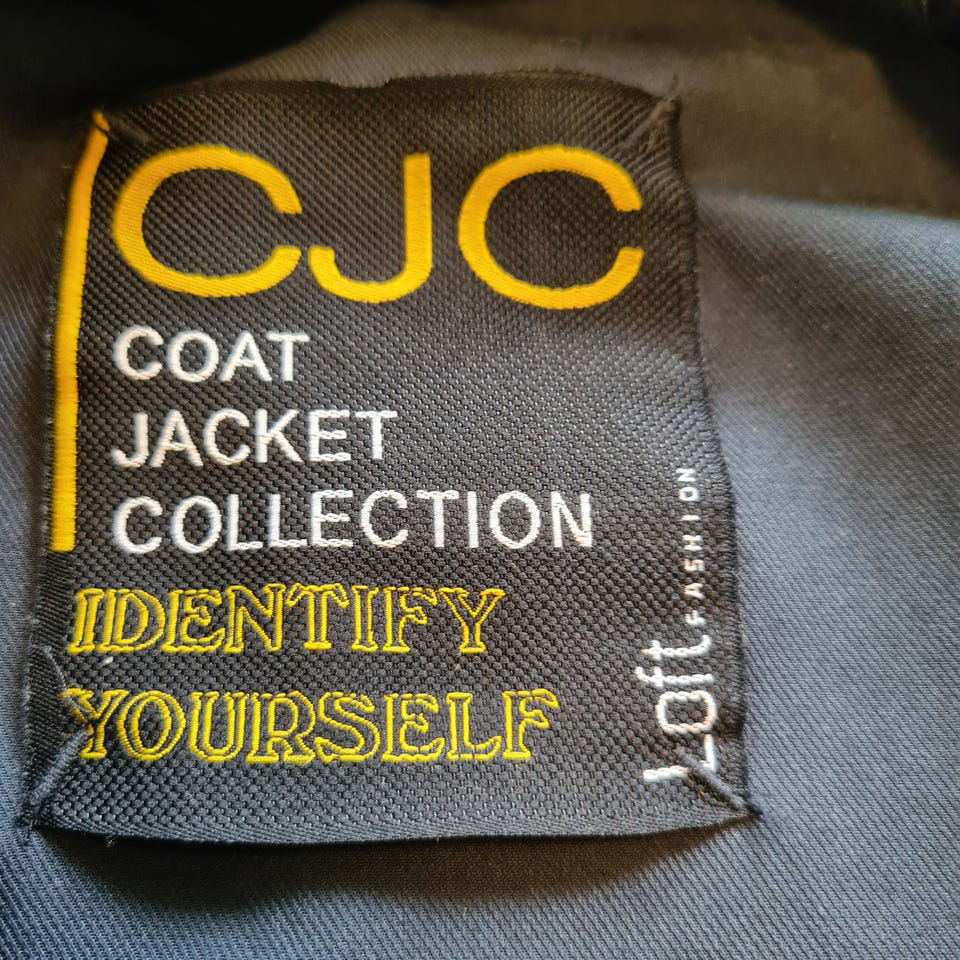 CJC
COAT
JACKET
COLLECTION
IDENTIFY
YOURSELF
Loft FASHION